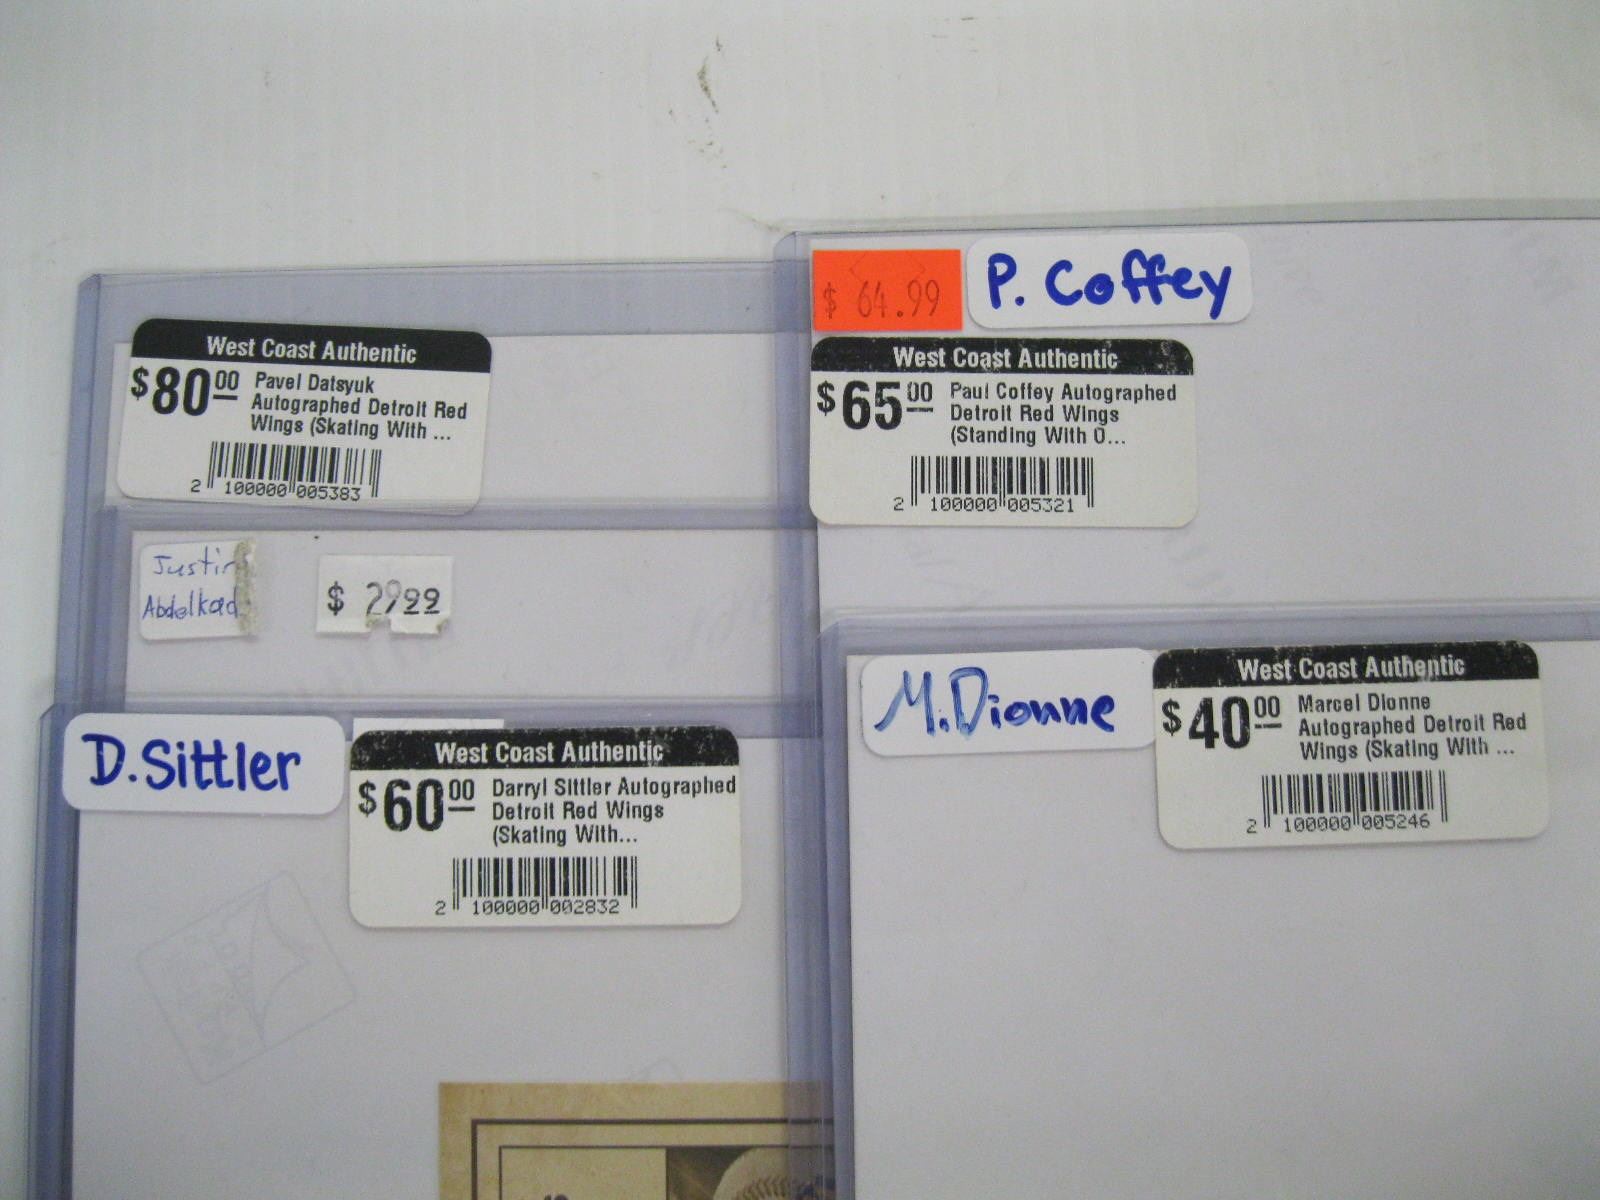 West Coast Authentic
$80.00 Pavel Datsyuk
Autographed Detroit Red
Wings (Skating With ...
2 100000 005383
Justin
Abdelkad
$ 29.99
D. Sittler
West Coast Authentic
$60.00 Darryl Sittler Autographed
Detroit Red Wings
(Skating With...
2 100000 002832
$ 64.99
P. Coffey
West Coast Authentic
$65.00 Paul Coffey Autographed
Detroit Red Wings
(Standing With O...
2 100000 005321
M. Dionne
West Coast Authentic
$40.00 Marcel Dionne
Autographed Detroit Red
Wings (Skating With ...
2 100000 005246